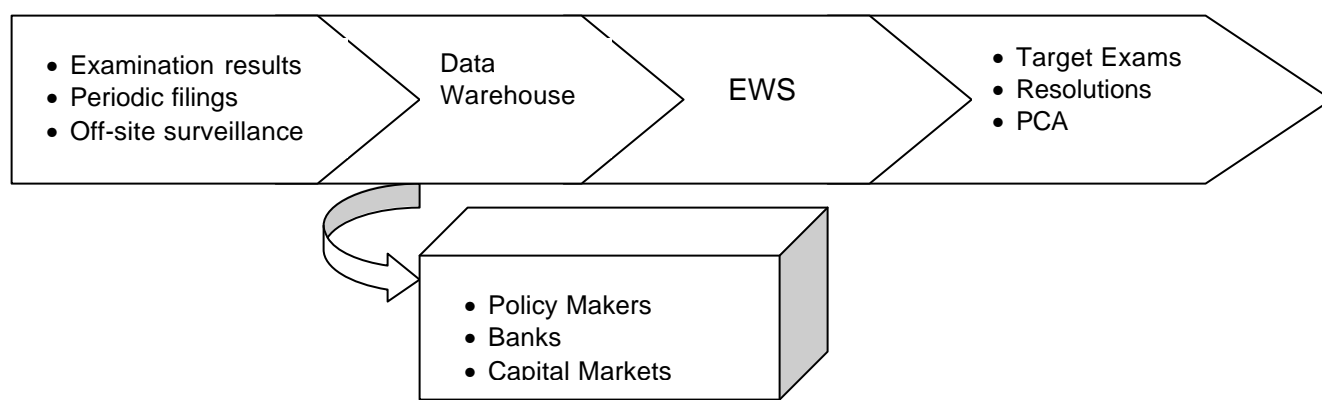 • Examination results
• Periodic filings
• Off-site surveillance
Data
Warehouse
EWS
• Target Exams
• Resolutions
• PCA
• Policy Makers
• Banks
• Capital Markets